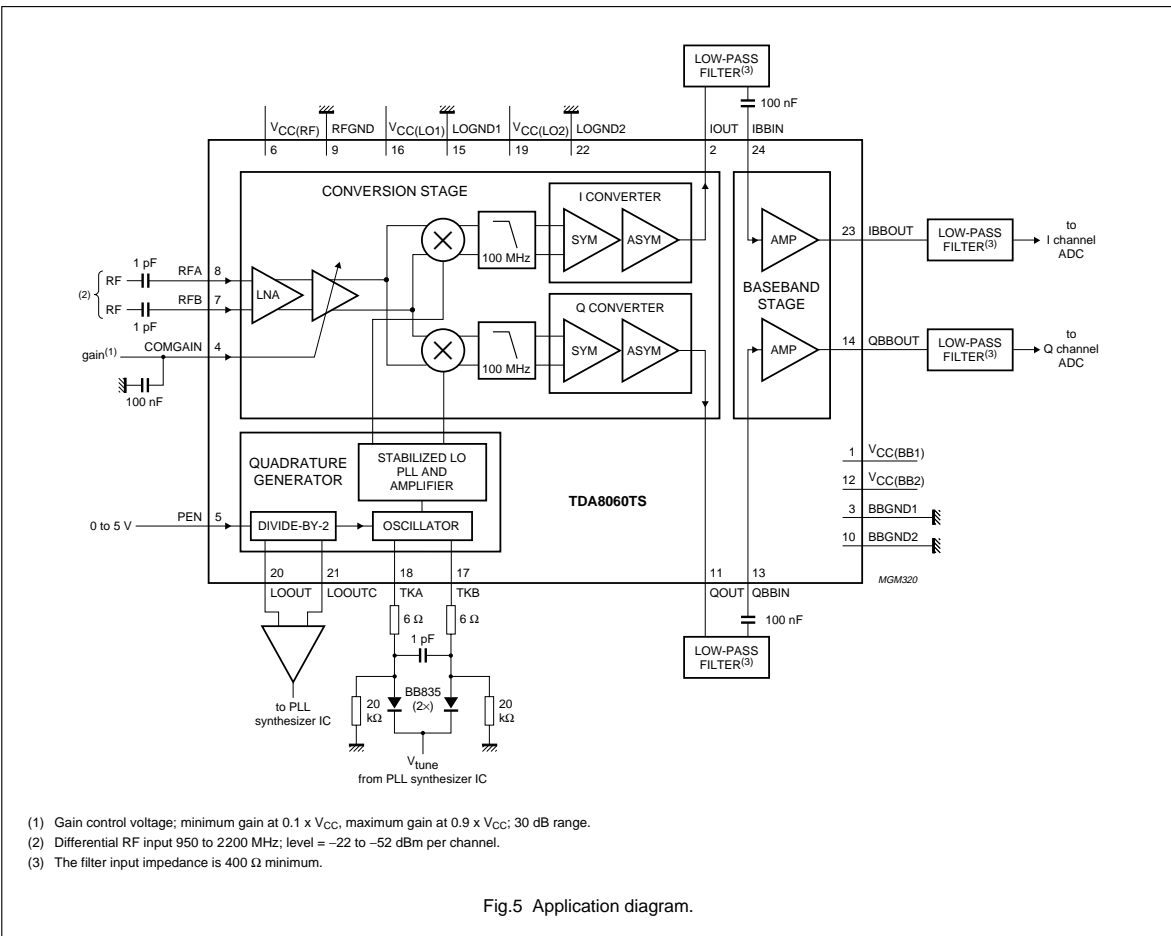 LOW-PASS
FILTER(3)
100 nF
VCC(RF) RFGND VCC(LO1) LOGND1 VCC(LO2) LOGND2 IOUT IBBIN
6 9 16 15 19 22 2 24
CONVERSION STAGE
I CONVERTER
SYM ASYM
100 MHz
AMP
23 IBBOUT
LOW-PASS
FILTER(3)
to
I channel
ADC
1 pF
RFA 8
RF
(2)
RF
RFB 7
1 pF
LNA
BASEBAND
STAGE
Q CONVERTER
SYM ASYM
100 MHz
AMP
14 QBBOUT
LOW-PASS
FILTER(3)
to
Q channel
ADC
gain(1)
COMGAIN 4
100 nF
QUADRATURE
GENERATOR
STABILIZED LO
PLL AND
AMPLIFIER
TDA8060TS
1 VCC(BB1)
12 VCC(BB2)
3 BBGND1
10 BBGND2
0 to 5 V
PEN 5
DIVIDE-BY-2
OSCILLATOR
20 21 18 17 11 13
LOOUT LOOUTC TKA TKB QOUT QBBIN
MGM320
6 Ω 6 Ω
1 pF
100 nF
LOW-PASS
FILTER(3)
BB835
(2×)
20
kΩ
20
kΩ
to PLL
synthesizer IC
Vtune
from PLL synthesizer IC
(1) Gain control voltage; minimum gain at 0.1 x VCC, maximum gain at 0.9 x VCC; 30 dB range.
(2) Differential RF input 950 to 2200 MHz; level = −22 to −52 dBm per channel.
(3) The filter input impedance is 400 Ω minimum.
Fig.5 Application diagram.